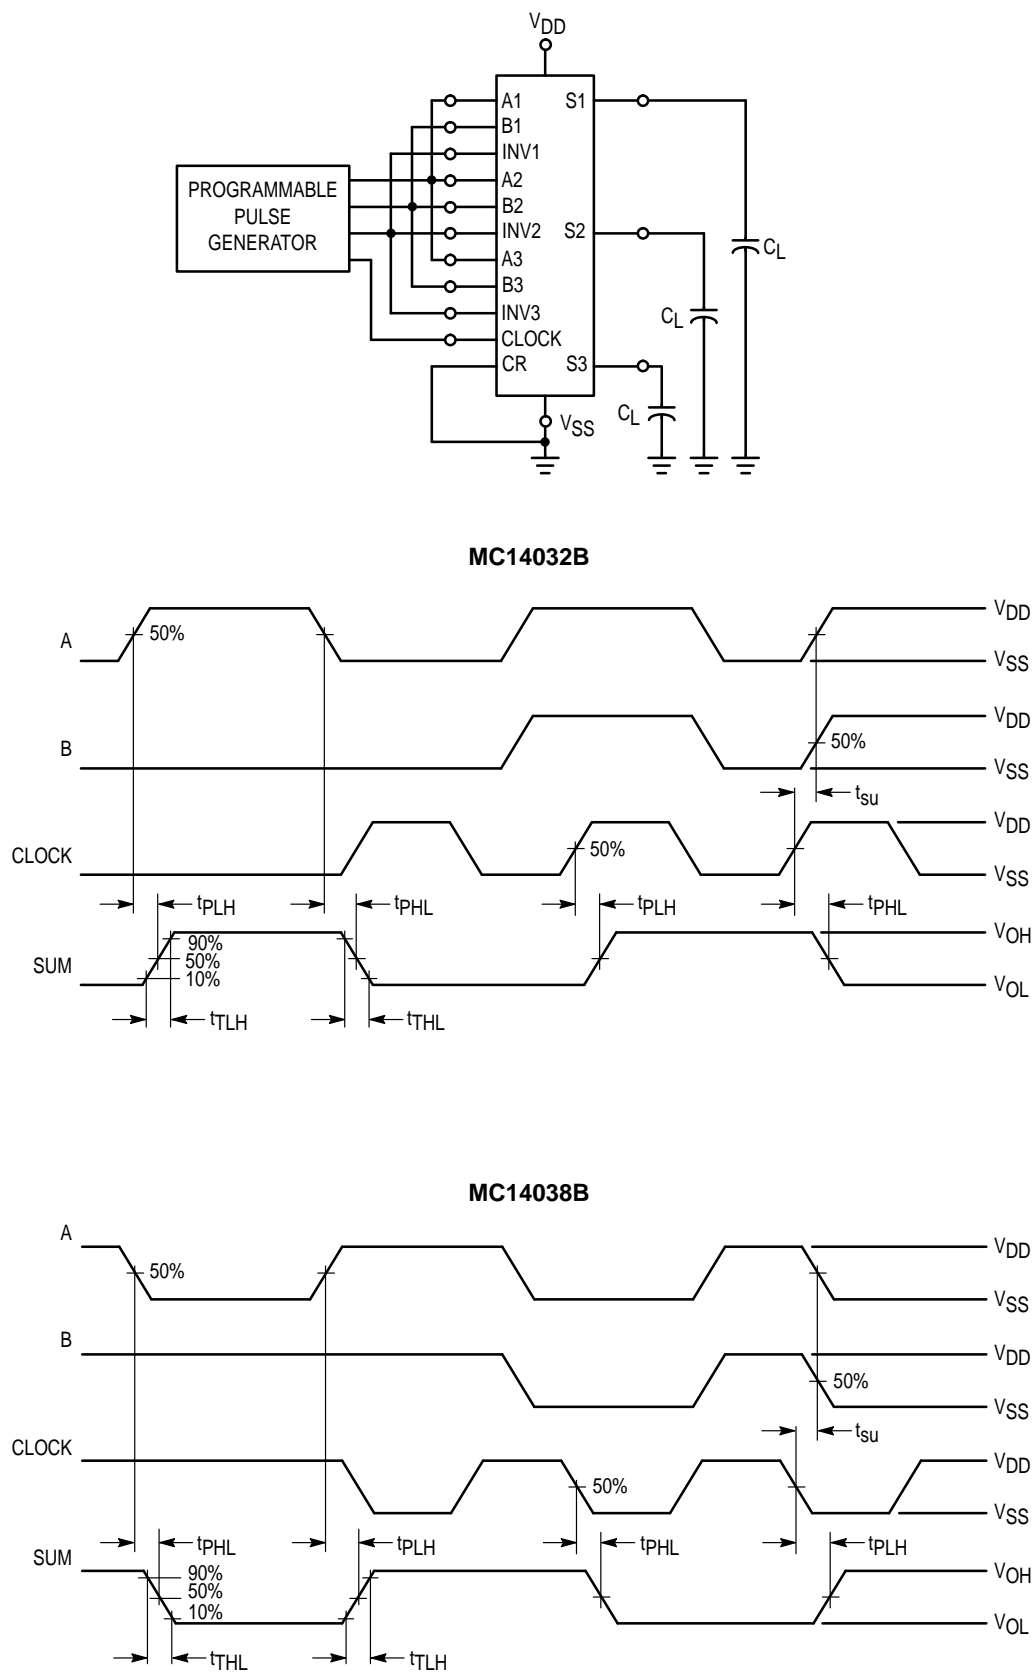 VDD
A1 S1
B1
INV1
PROGRAMMABLE
PULSE
GENERATOR
A2
B2
INV2 S2
A3
B3
INV3
CLOCK
CR S3
CL
CL
CL
VSS
MC14032B
A 50% VDD
VSS
B 50% VDD
VSS
tsu
CLOCK 50% VDD
VSS
tPLH tPHL tPLH tPHL
SUM 90% VOH
50%
10% VOL
tTLH tTHL
MC14038B
A 50% VDD
VSS
B VDD
50%
VSS
tsu
CLOCK VDD
50%
VSS
tPHL tPLH tPHL tPLH
SUM 90% VOH
50%
10% VOL
tTHL tTLH